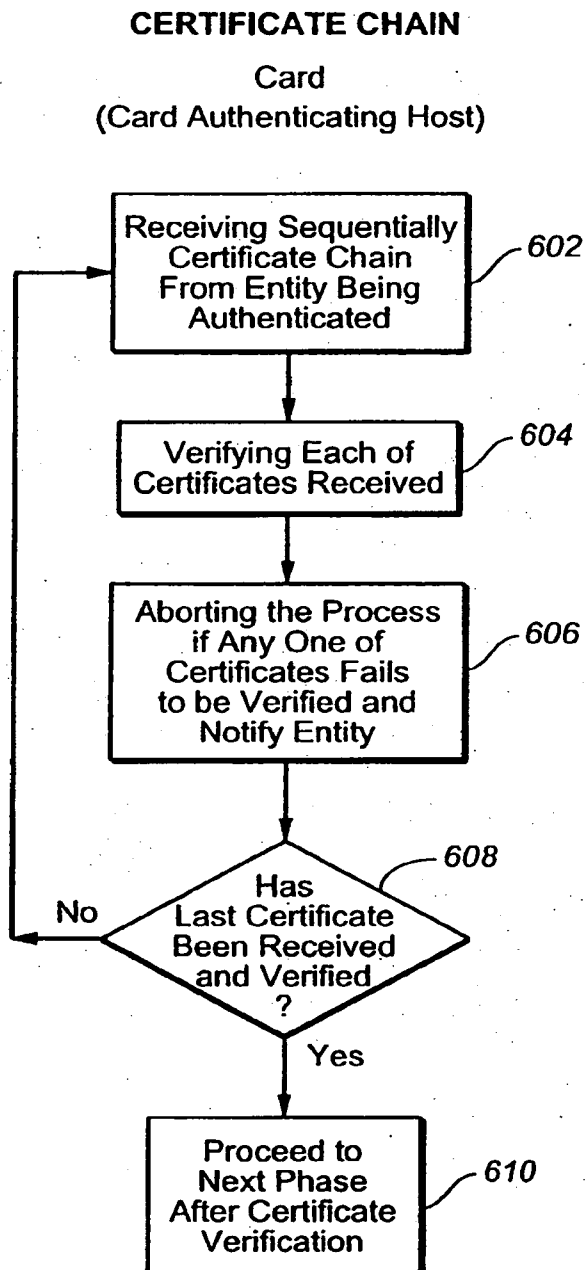 CERTIFICATE CHAIN
Card
(Card Authenticating Host)
Receiving Sequentially
Certificate Chain
From Entity Being
Authenticated
602
Verifying Each of
Certificates Received
604
Aborting the Process
if Any One of
Certificates Fails
to be Verified and
Notify Entity
606
Has
Last Certificate
Been Received
and Verified
?
608
No
Yes
Proceed to
Next Phase
After Certificate
Verification
610